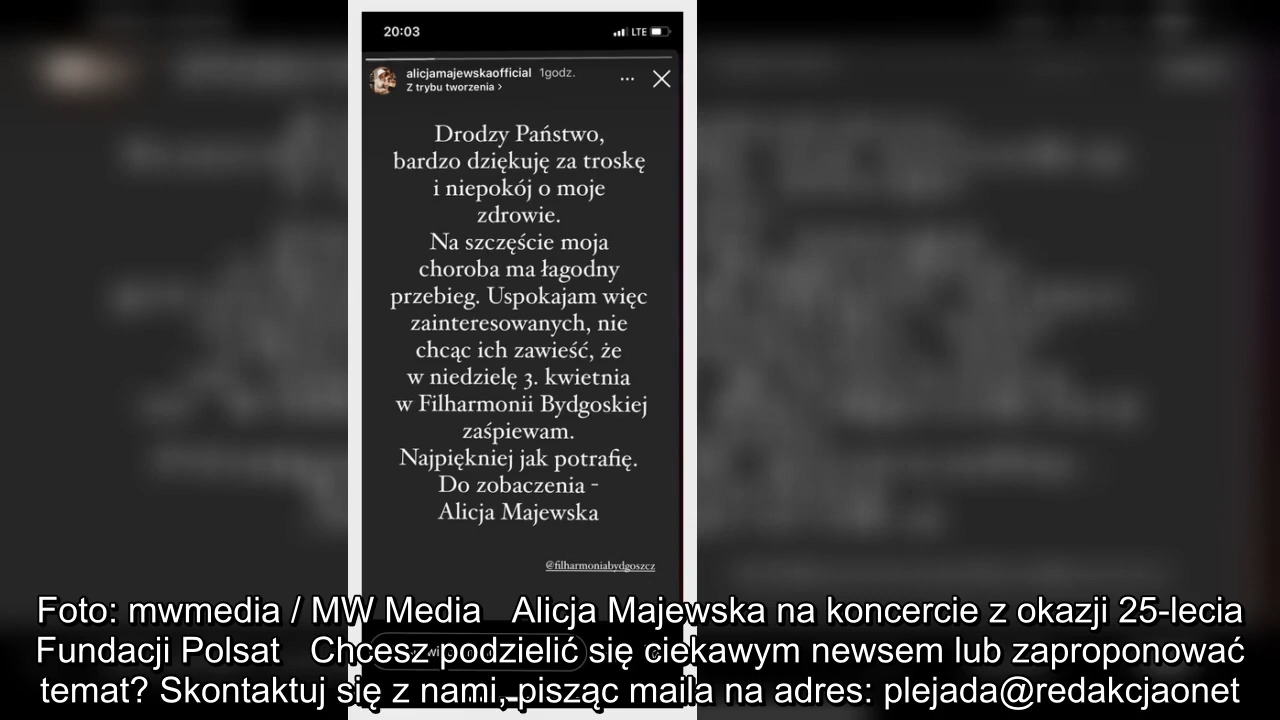 20:03 LTE
alicjamajewskaofficial 1godz.
Z trybu tworzenia >
Drodzy Państwo,
bardzo dziękuję za troskę
i niepokój o moje
zdrowie.
Na szczęście moja
choroba ma łagodny
przebieg. Uspokajam więc
zainteresowanych, nie
chcąc ich zawieść, że
w niedzielę 3. kwietnia
w Filharmonii Bydgoskiej
zaśpiewam.
Najpiękniej jak potrafię.
Do zobaczenia -
Alicja Majewska
@filharmoniabydgoszcz
Foto: mwmedia / MW Media Alicja Majewska na koncercie z okazji 25-lecia
Fundacji Polsat Chcesz podzielić się ciekawym newsem lub zaproponować
temat? Skontaktuj się z nami, pisząc maila na adres: plejada@redakcjaonet